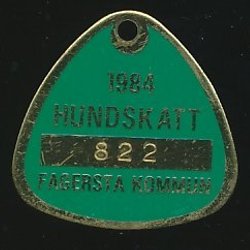 1984
HUNDSKATT
822
FAGERSTA KOMMUN